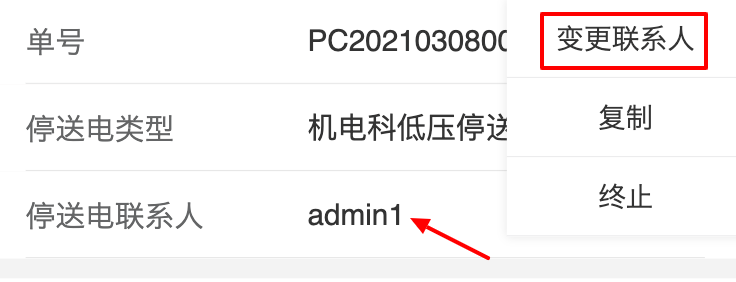 单号 PC2021030800
变更联系人
停送电类型 机电科低压停送
复制
停送电联系人 admin1
终止